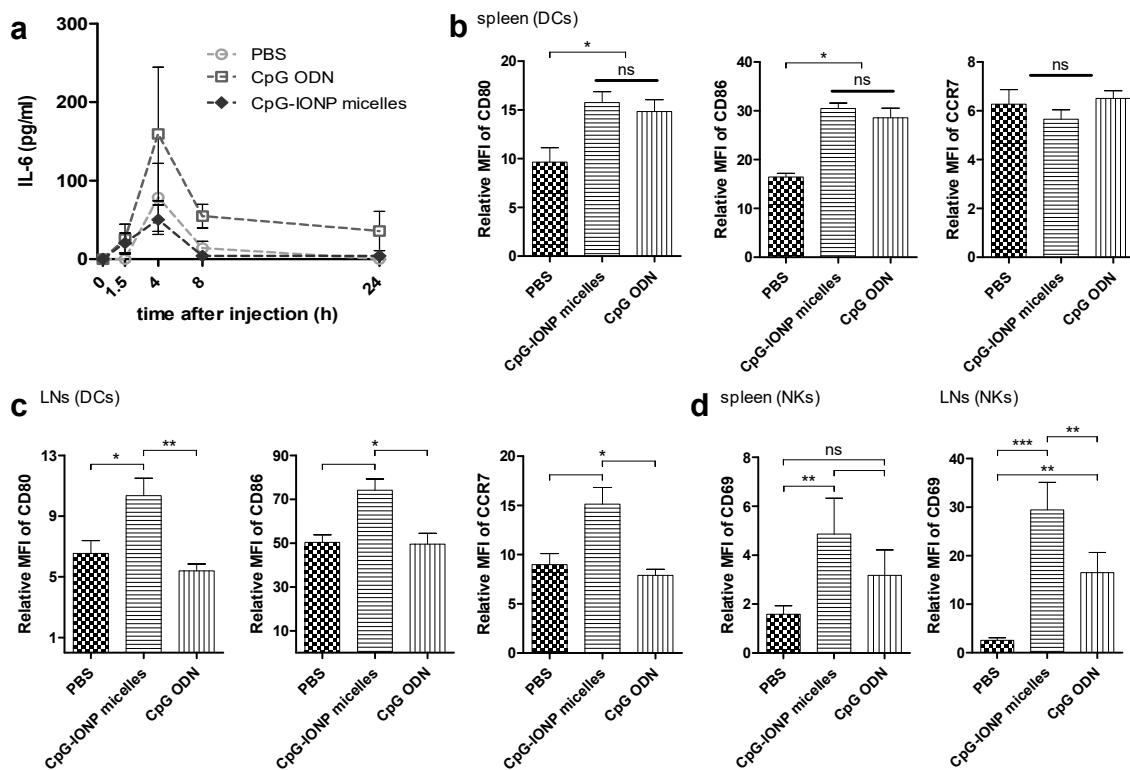 a
300
200
100
0
IL-6 (pg/ml)
PBS
CpG ODN
CpG-IONP micelles
0
1.5
4
8
24
time after injection (h)
b spleen (DCs)
20
15
10
5
0
Relative MFI of CD80
*
ns
PBS
CpG-IONP micelles
CpG ODN
40
30
20
10
0
Relative MFI of CD86
*
ns
PBS
CpG-IONP micelles
CpG ODN
8
6
4
2
0
Relative MFI of CCR7
ns
PBS
CpG-IONP micelles
CpG ODN
c LNs (DCs)
13
9
5
1
Relative MFI of CD80
*
**
PBS
CpG-IONP micelles
CpG ODN
90
70
50
30
10
Relative MFI of CD86
*
PBS
CpG-IONP micelles
CpG ODN
20
15
10
5
0
Relative MFI of CCR7
*
PBS
CpG-IONP micelles
CpG ODN
d spleen (NKs)
8
6
4
2
0
Relative MFI of CD69
ns
**
PBS
CpG-IONP micelles
CpG ODN
LNs (NKs)
40
30
20
10
0
Relative MFI of CD69
***
**
**
PBS
CpG-IONP micelles
CpG ODN